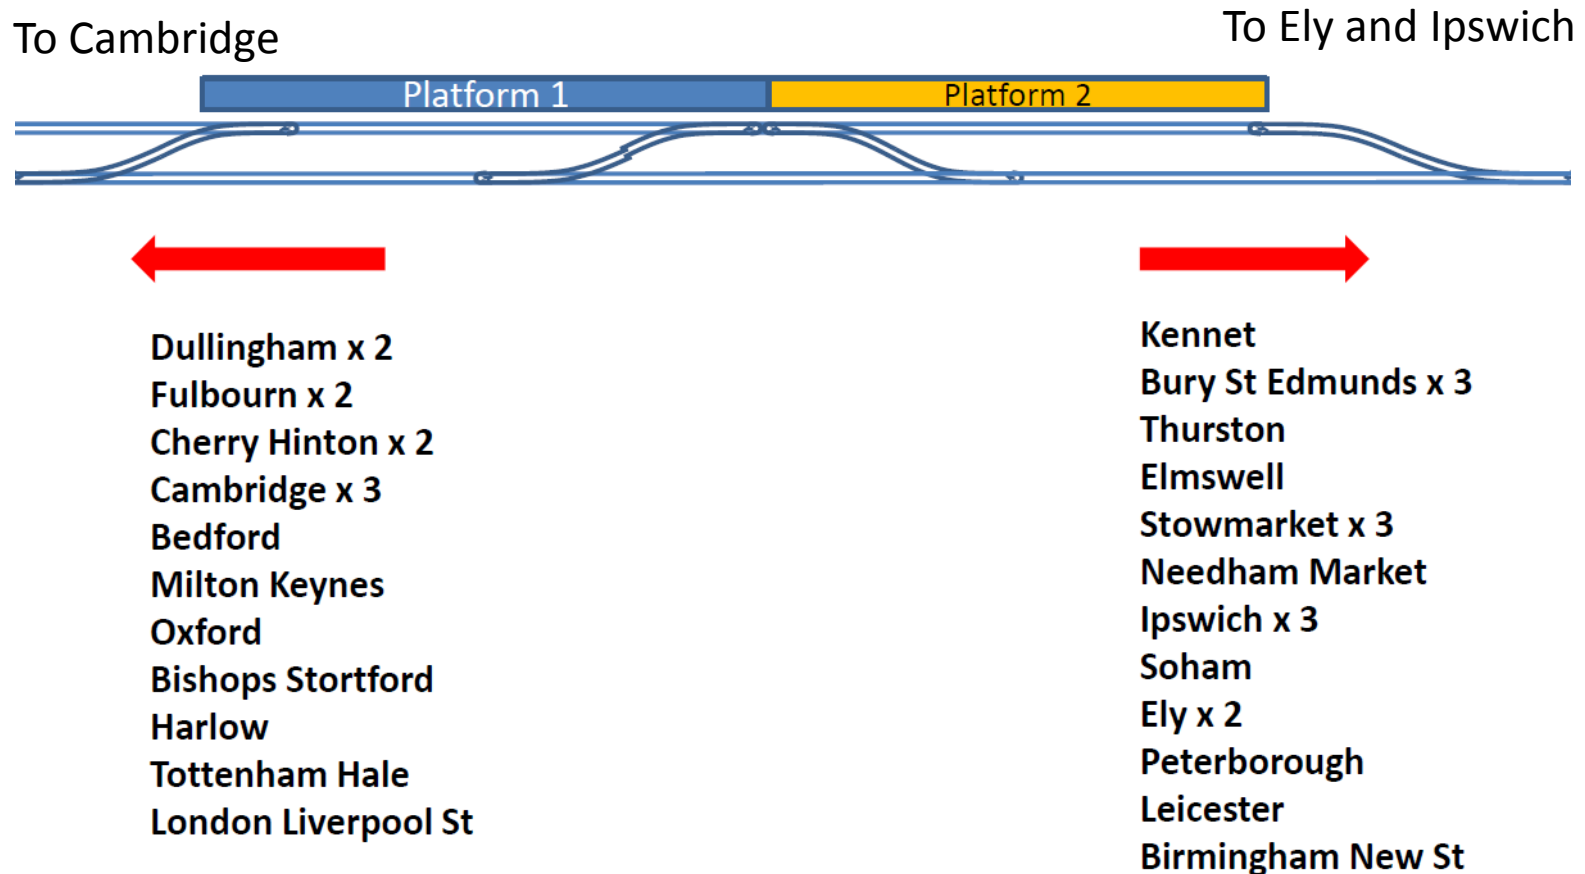 To Cambridge
To Ely and Ipswich
Platform 1
Platform 2
Dullingham x 2
Fulbourn x 2
Cherry Hinton x 2
Cambridge x 3
Bedford
Milton Keynes
Oxford
Bishops Stortford
Harlow
Tottenham Hale
London Liverpool St
Kennet
Bury St Edmunds x 3
Thurston
Elmswell
Stowmarket x 3
Needham Market
Ipswich x 3
Soham
Ely x 2
Peterborough
Leicester
Birmingham New St